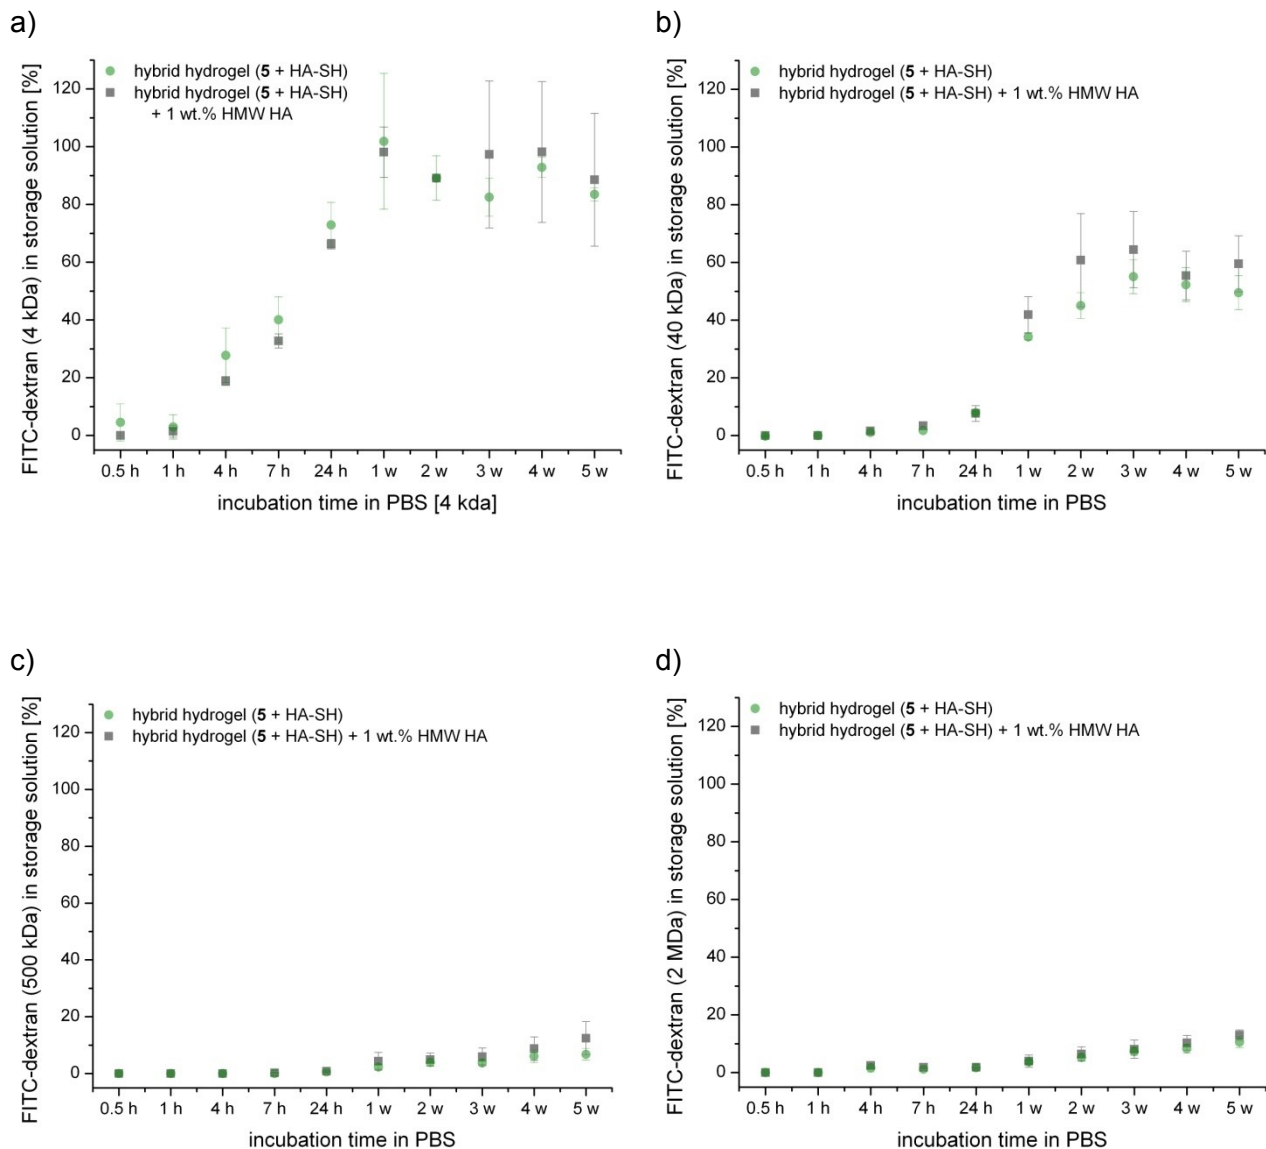 a)
FITC-dextran (4 kDa) in storage solution [%]
hybrid hydrogel (5 + HA-SH)
hybrid hydrogel (5 + HA-SH)
+ 1 wt.% HMW HA
120
100
80
60
40
20
0
0.5 h 1 h 4 h 7 h 24 h 1 w 2 w 3 w 4 w 5 w
incubation time in PBS [4 kda]
b)
FITC-dextran (40 kDa) in storage solution [%]
hybrid hydrogel (5 + HA-SH)
hybrid hydrogel (5 + HA-SH) + 1 wt.% HMW HA
120
100
80
60
40
20
0
0.5 h 1 h 4 h 7 h 24 h 1 w 2 w 3 w 4 w 5 w
incubation time in PBS
c)
FITC-dextran (500 kDa) in storage solution [%]
hybrid hydrogel (5 + HA-SH)
hybrid hydrogel (5 + HA-SH) + 1 wt.% HMW HA
120
100
80
60
40
20
0
0.5 h 1 h 4 h 7 h 24 h 1 w 2 w 3 w 4 w 5 w
incubation time in PBS
d)
FITC-dextran (2 MDa) in storage solution [%]
hybrid hydrogel (5 + HA-SH)
hybrid hydrogel (5 + HA-SH) + 1 wt.% HMW HA
120
100
80
60
40
20
0
0.5 h 1 h 4 h 7 h 24 h 1 w 2 w 3 w 4 w 5 w
incubation time in PBS